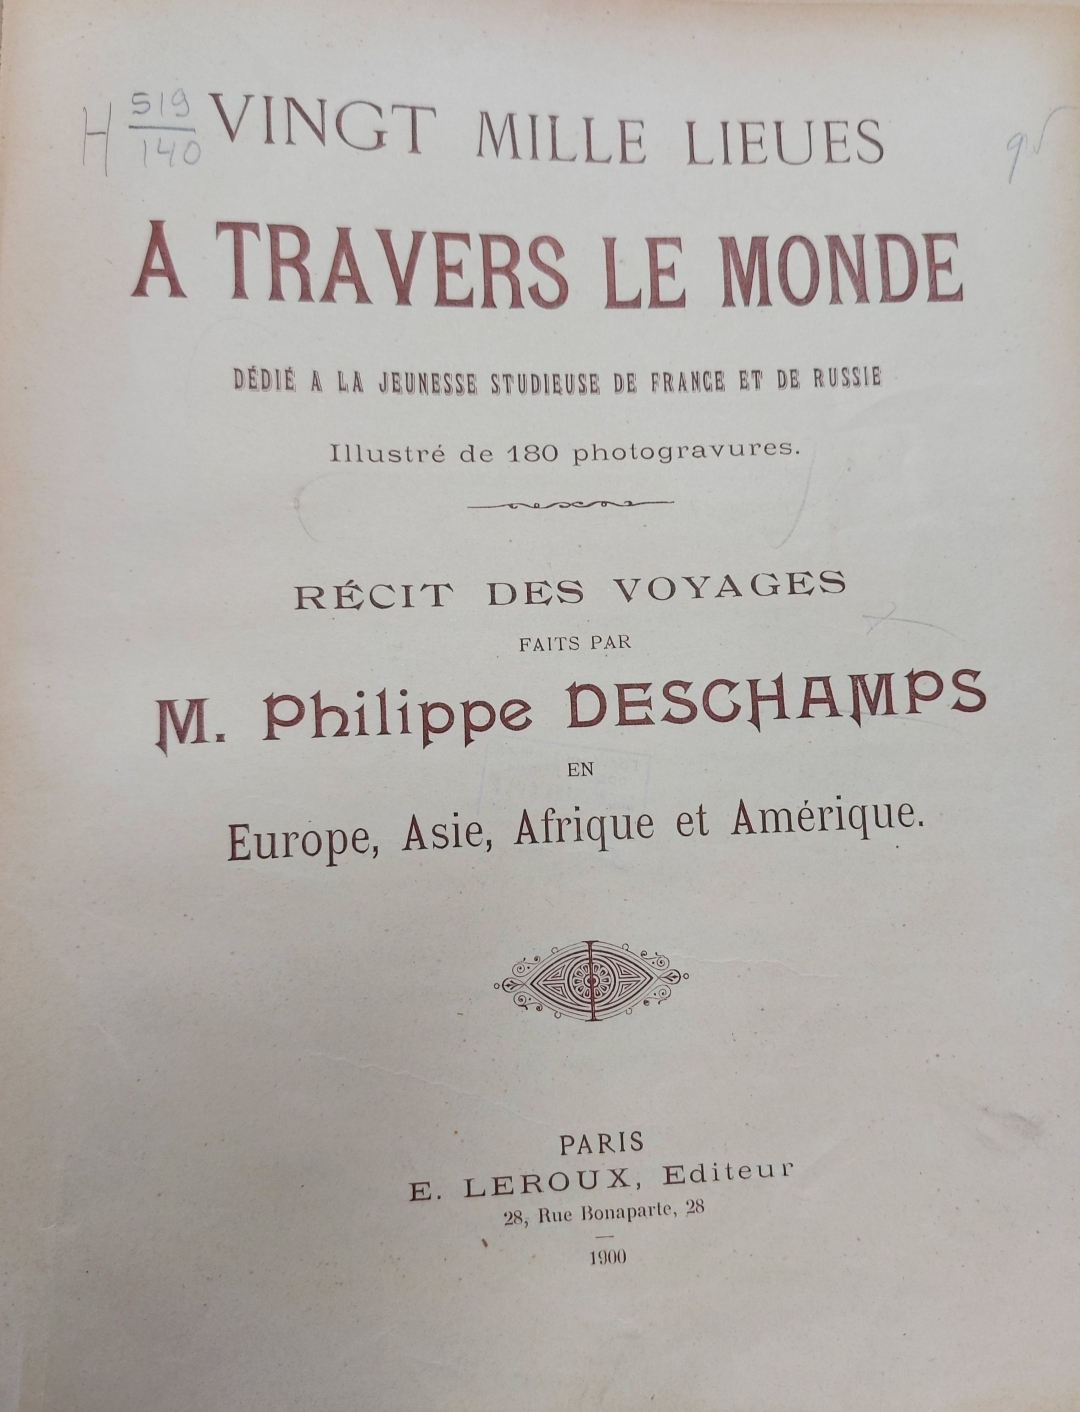 H 519/140
VINGT MILLE LIEUES
A TRAVERS LE MONDE
DÉDIÉ A LA JEUNESSE STUDIEUSE DE FRANCE ET DE RUSSIE
Illustré de 180 photogravures.
RÉCIT DES VOYAGES
FAITS PAR
M. Philippe DESCHAMPS
EN
Europe, Asie, Afrique et Amérique.
PARIS
E. LEROUX, Editeur
28, Rue Bonaparte, 28
1900